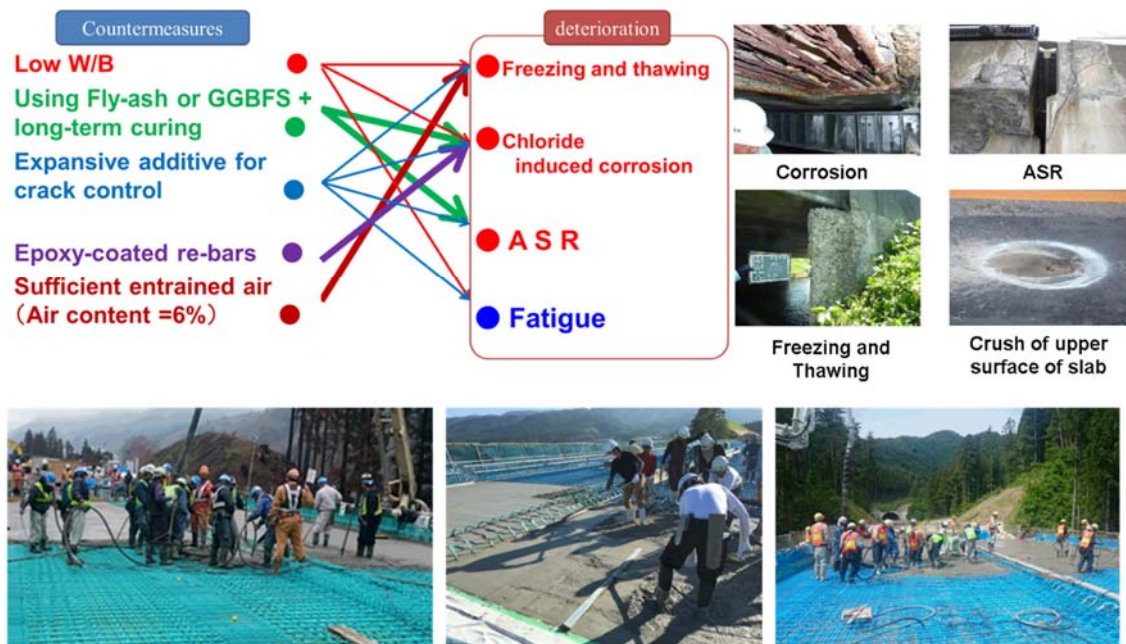 Countermeasures
Low W/B
Using Fly-ash or GGBFS +
long-term curing
Expansive additive for
crack control
Epoxy-coated re-bars
Sufficient entrained air
（Air content =6%）
deterioration
Freezing and thawing
Chloride
induced corrosion
A S R
Fatigue
Corrosion
ASR
Freezing and
Thawing
Crush of upper
surface of slab